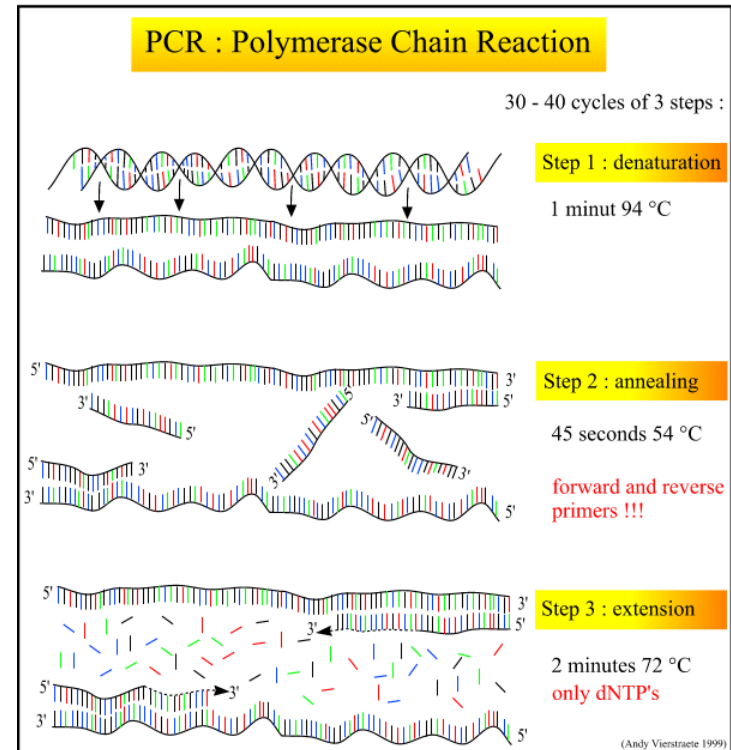 PCR : Polymerase Chain Reaction
30 - 40 cycles of 3 steps :
Step 1 : denaturation
1 minut 94 °C
5'
3'
Step 2 : annealing
3'
5'
3'
5'
5'
45 seconds 54 °C
5'
3'
3'
3'
forward and reverse
primers !!!
3'
5'
5'
3'
Step 3 : extension
3'
5'
2 minutes 72 °C
5'
3'
only dNTP's
3'
5'
(Andy Vierstraete 1999)